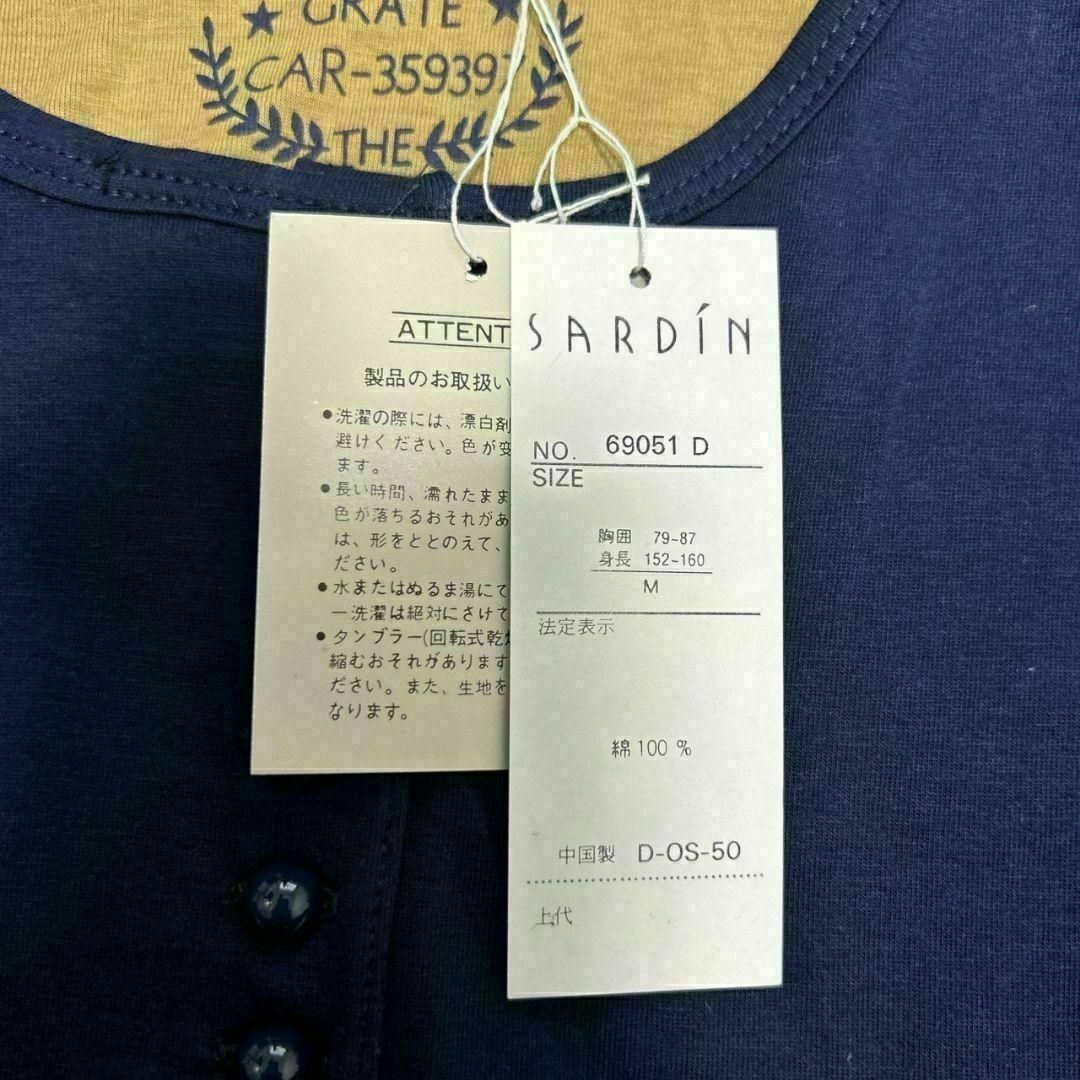 GRATE
CAR-359397
THE
ATTENT
製品のお取扱い
●洗濯の際には、漂白剤
避けください。色が変
ます。
●長い時間、濡れたまま
色が落ちるおそれがあ
は、形をととのえて、
ださい。
●水またはぬるま湯にて
一洗濯は絶対にさけて
●タンブラー(回転式乾燥
縮むおそれがあります
ださい。また、生地を
なります。
SARDÍN
NO. 69051 D
SIZE
胸囲 79~87
身長 152~160
M
法定表示
綿 100 %
中国製 D-OS-50
上代